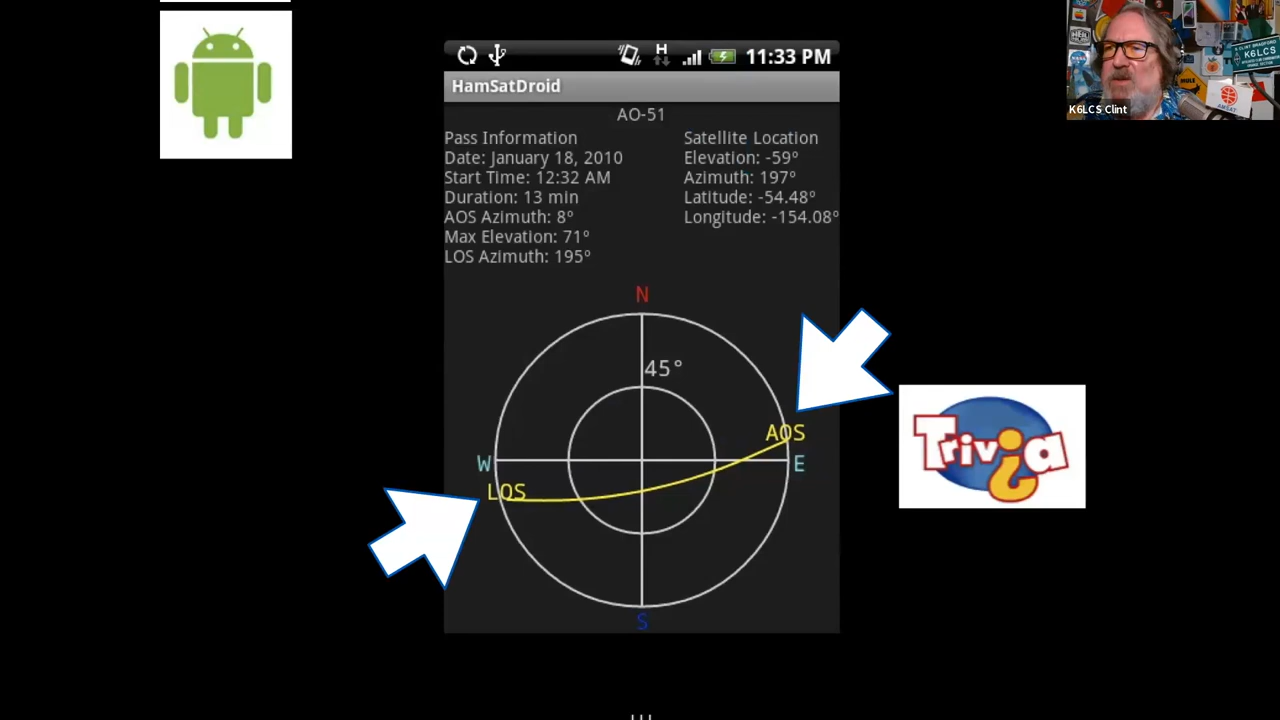 11:33 PM
H
HamSatDroid
AO-51
Pass Information
Date: January 18, 2010
Start Time: 12:32 AM
Duration: 13 min
AOS Azimuth: 8°
Max Elevation: 71°
LOS Azimuth: 195°
Satellite Location
Elevation: -59°
Azimuth: 197°
Latitude: -54.48°
Longitude: -154.08°
N
45°
AOS
W
E
LOS
S
Trivia
K6LCS
AMSAT
K6LCS Clint